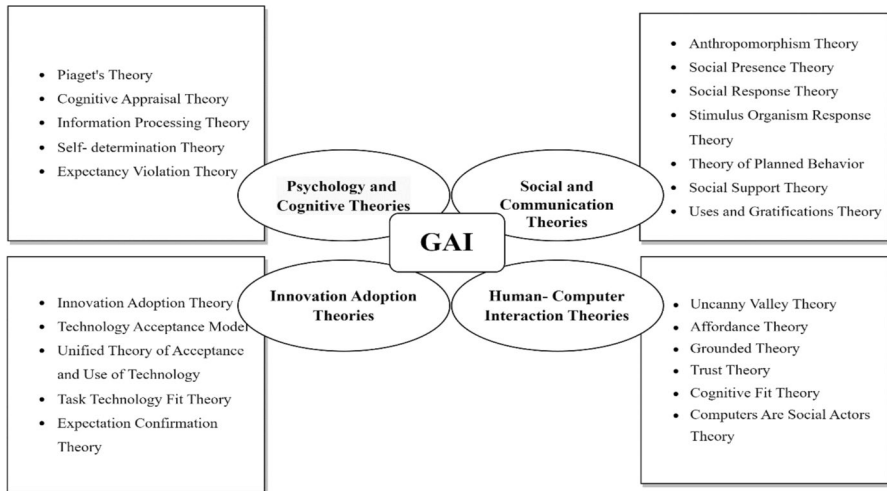 • Piaget's Theory
• Cognitive Appraisal Theory
• Information Processing Theory
• Self- determination Theory
• Expectancy Violation Theory
• Anthropomorphism Theory
• Social Presence Theory
• Social Response Theory
• Stimulus Organism Response
Theory
• Theory of Planned Behavior
• Social Support Theory
• Uses and Gratifications Theory
Psychology and
Cognitive Theories
Social and
Communication
Theories
GAI
Innovation Adoption
Theories
Human- Computer
Interaction Theories
• Innovation Adoption Theory
• Technology Acceptance Model
• Unified Theory of Acceptance
and Use of Technology
• Task Technology Fit Theory
• Expectation Confirmation
Theory
• Uncanny Valley Theory
• Affordance Theory
• Grounded Theory
• Trust Theory
• Cognitive Fit Theory
• Computers Are Social Actors
Theory